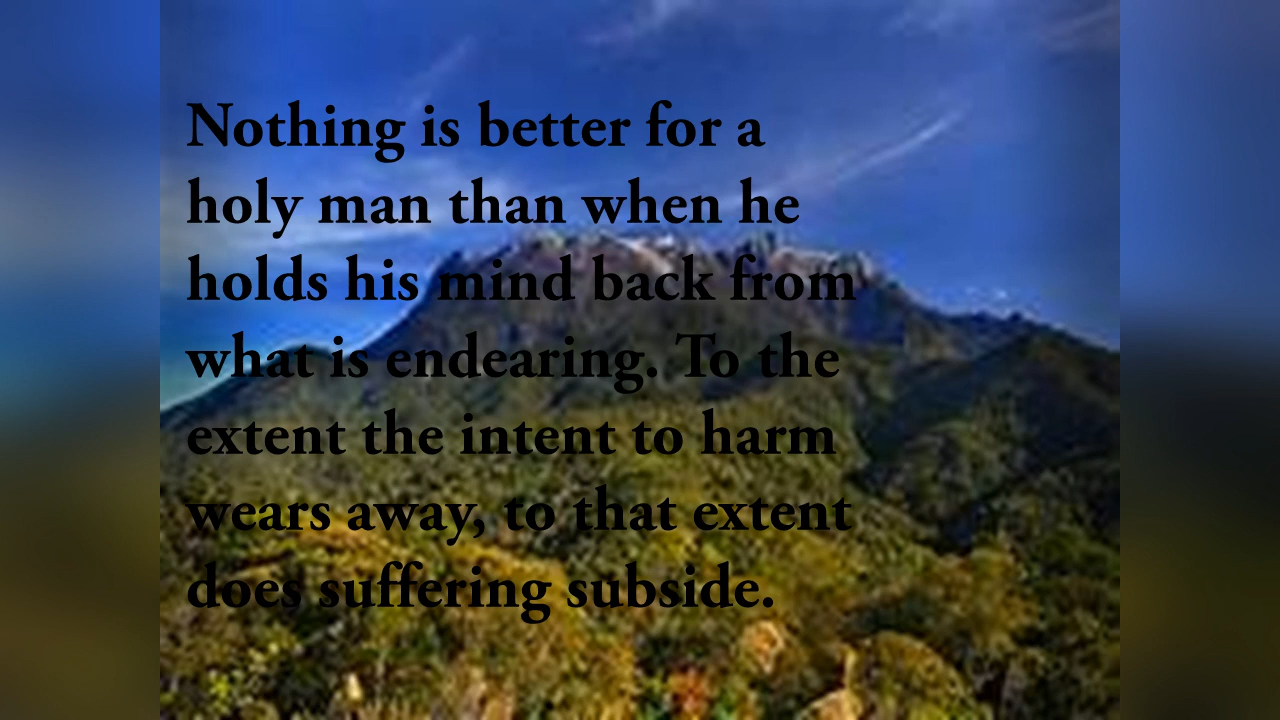 Nothing is better for a
holy man than when he
holds his mind back from
what is endearing. To the
extent the intent to harm
wears away, to that extent
does suffering subside.